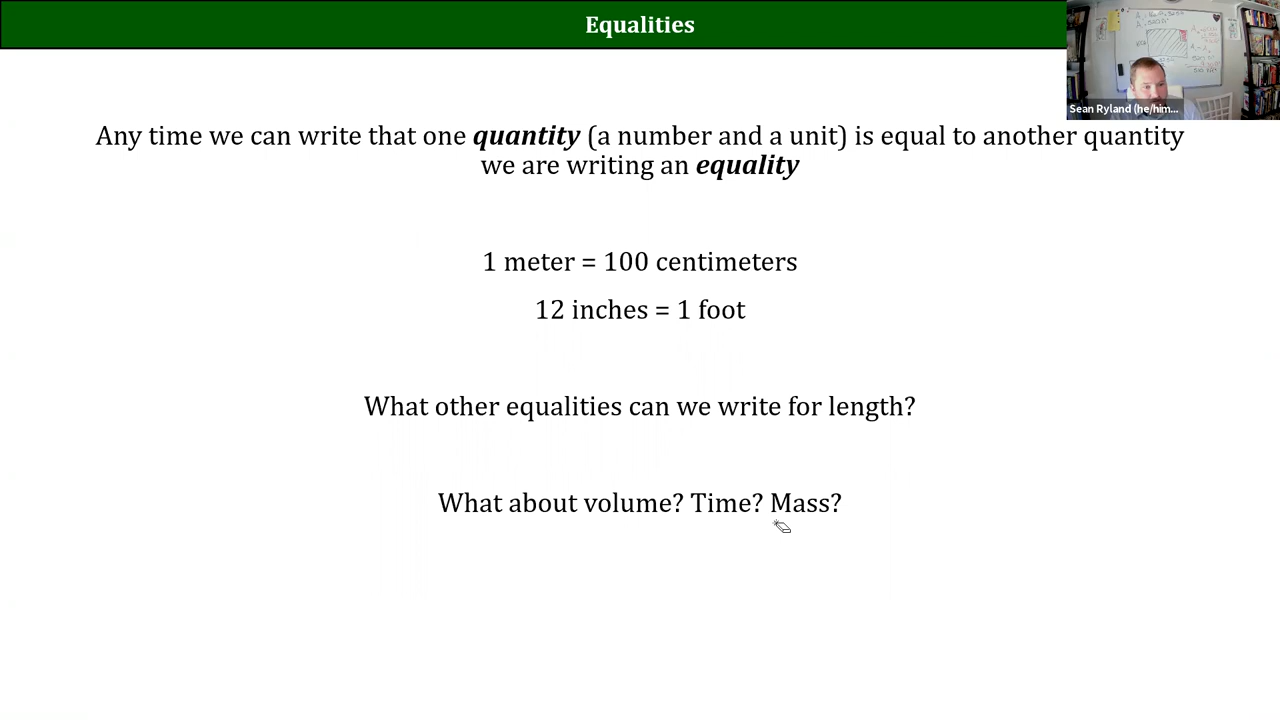 Equalities
Sean Ryland (he/him...
Any time we can write that one quantity (a number and a unit) is equal to another quantity
we are writing an equality
1 meter = 100 centimeters
12 inches = 1 foot
What other equalities can we write for length?
What about volume? Time? Mass?